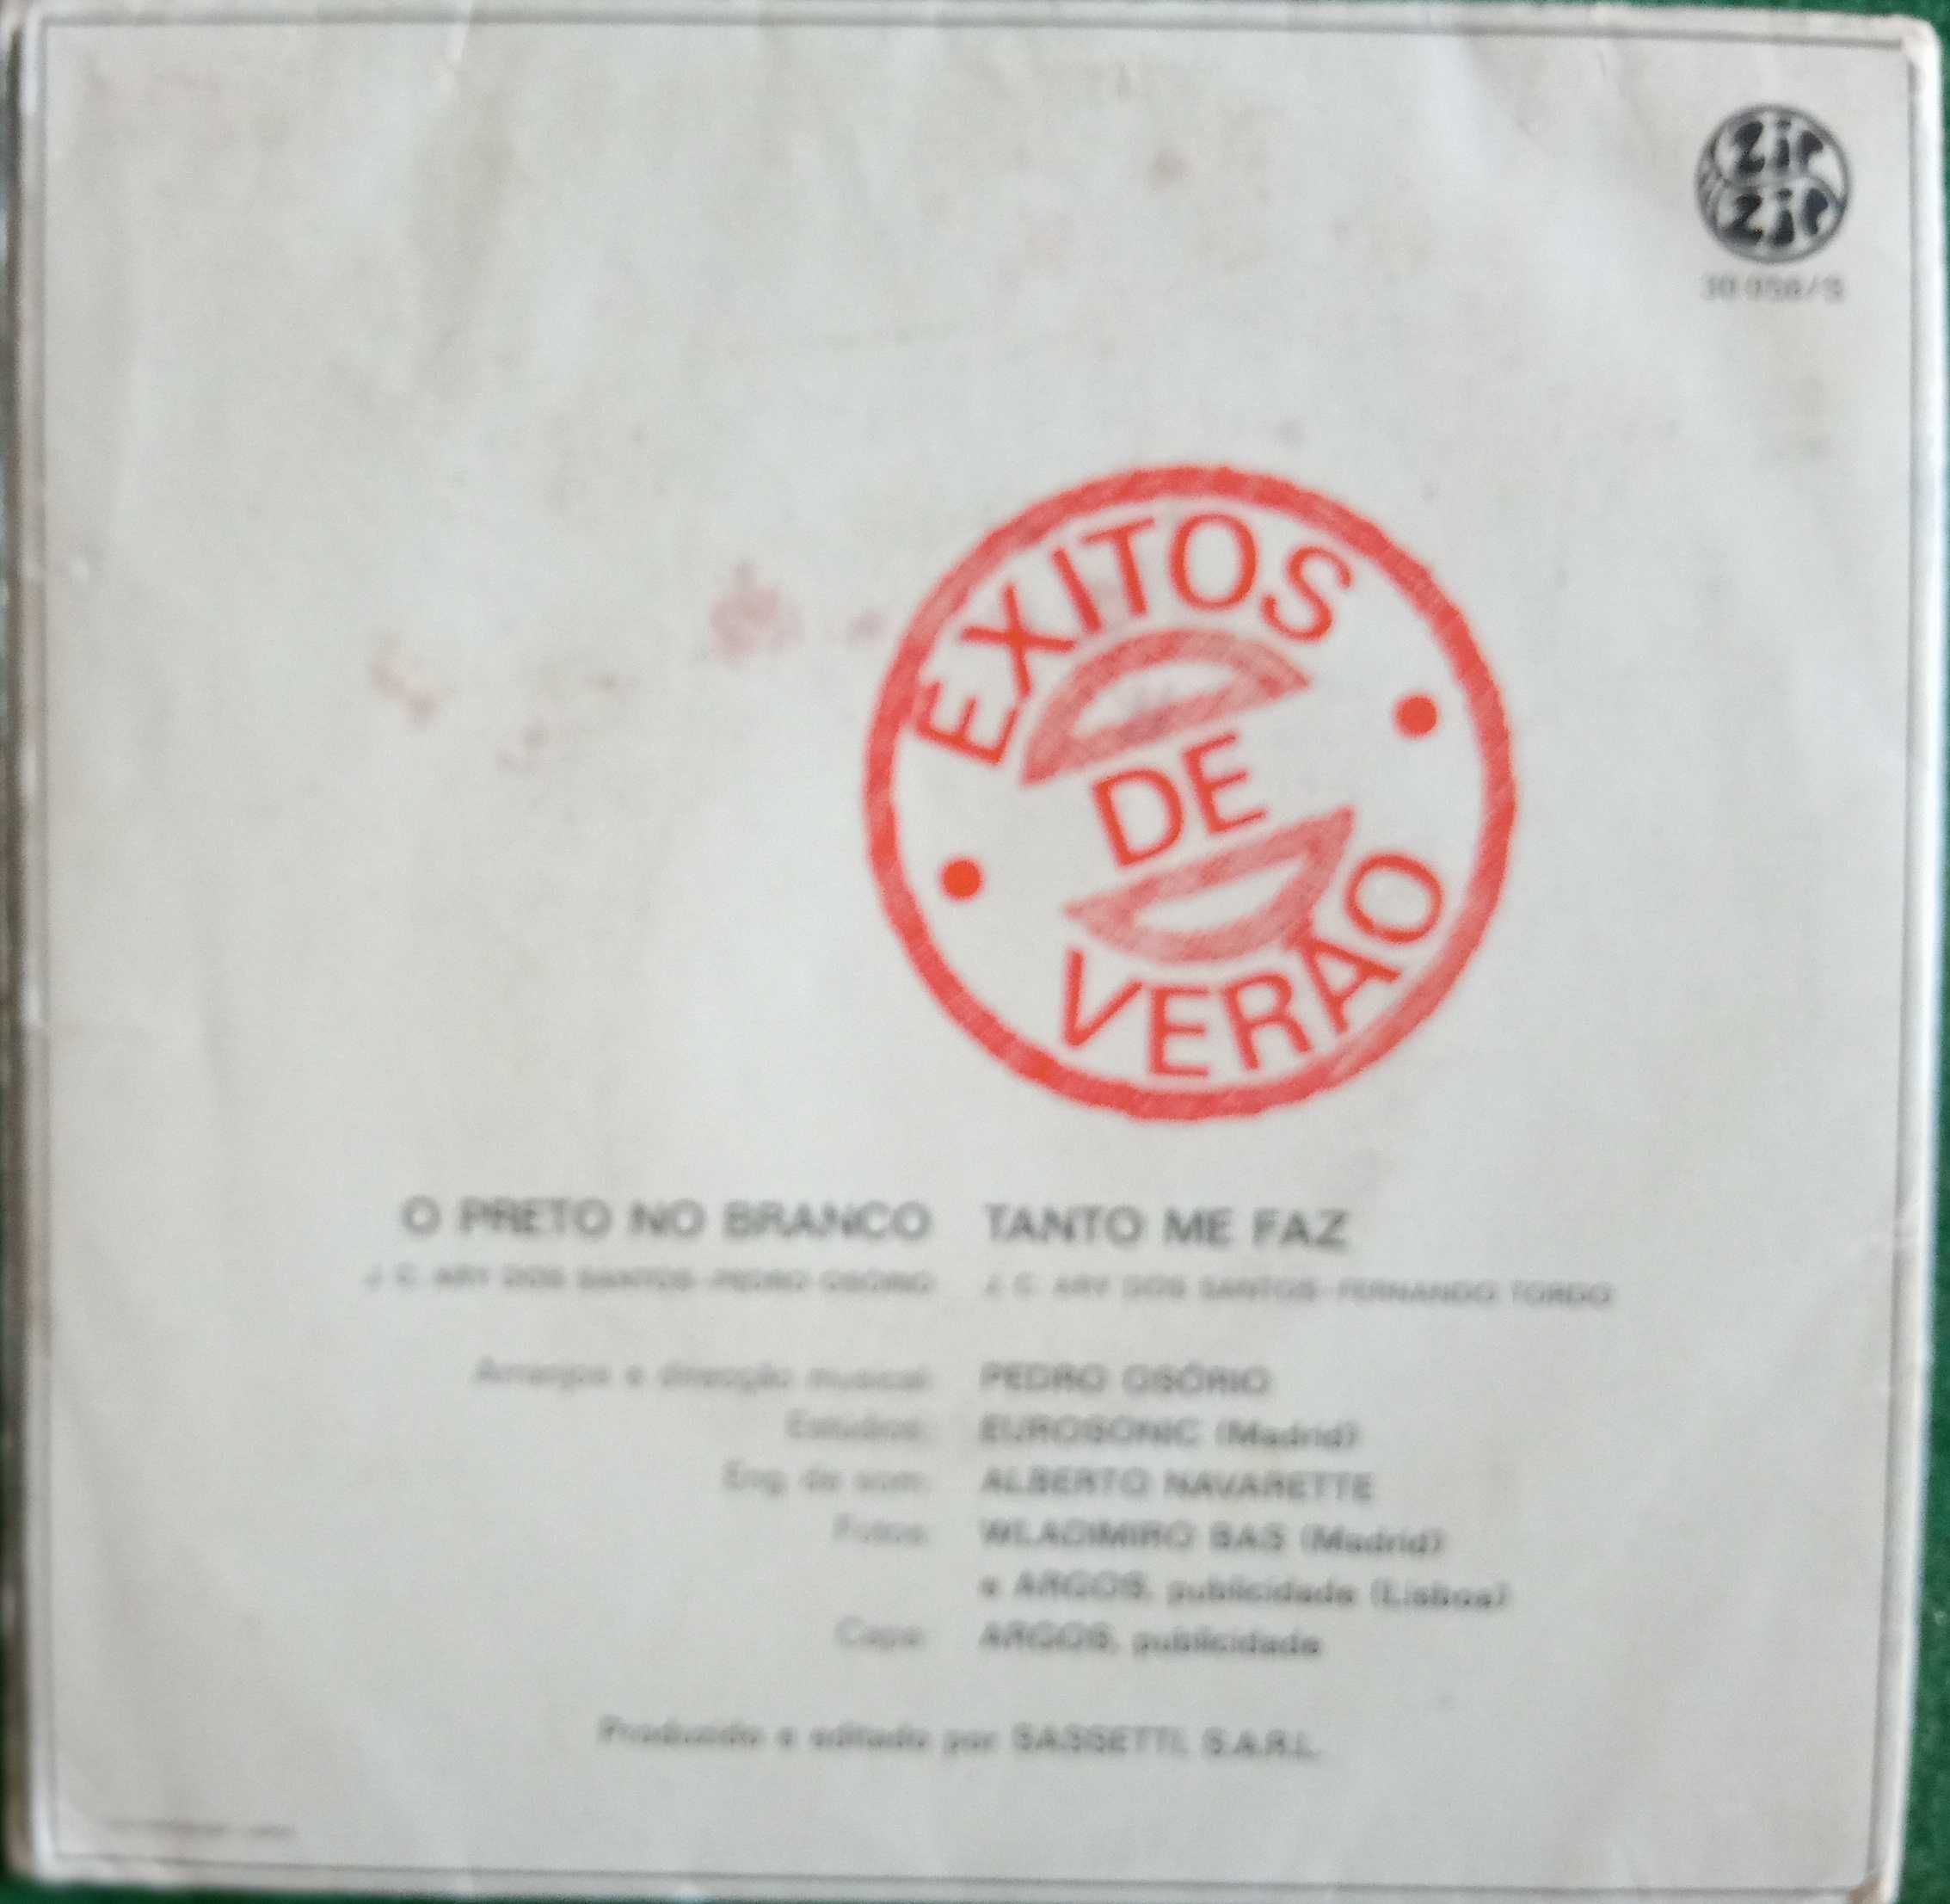 Zip
Zip
30 058/S
EXITOS
DE
VERÃO
O PRETO NO BRANCO TANTO ME FAZ
J. C. ARY DOS SANTOS-PEDRO OSÓRIO J. C. ARY DOS SANTOS-FERNANDO TORDO
Arranjos e direcção musical: PEDRO OSÓRIO
Estúdios: EUROSONIC (Madrid)
Eng. de som: ALBERTO NAVARETTE
Fotos: WLADIMIRO BAS (Madrid)
e ARGOS, publicidade (Lisboa)
Capa: ARGOS, publicidade
Produzido e editado por SASSETTI, S.A.R.L.